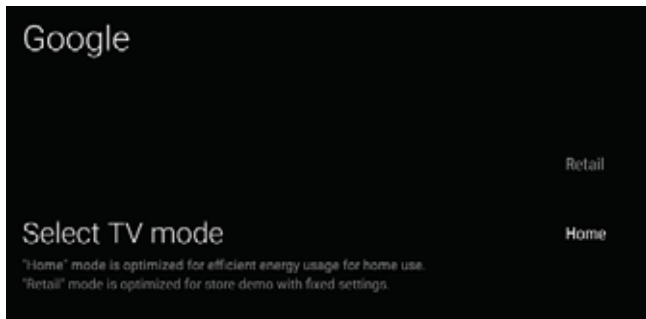 Google
Retail
Select TV mode
Home
"Home" mode is optimized for efficient energy usage for home use.
"Retail" mode is optimized for store demo with fixed settings.